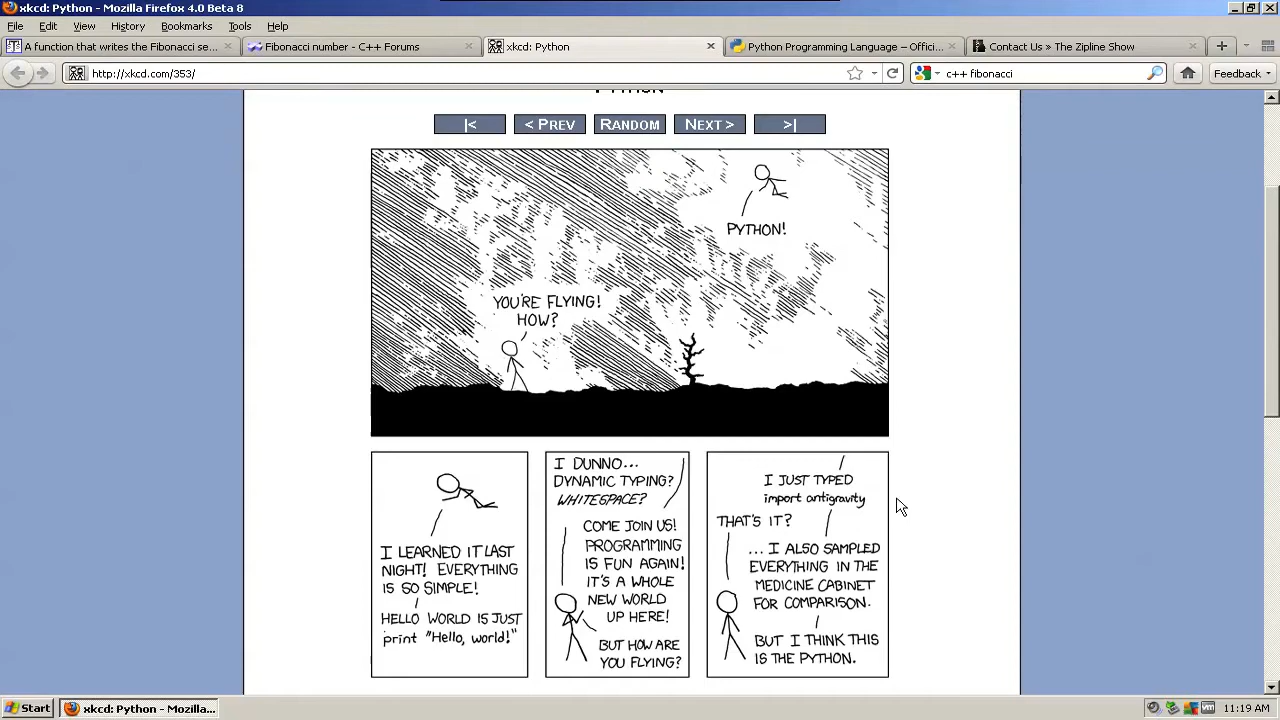 xkcd: Python - Mozilla Firefox 4.0 Beta 8
File Edit View History Bookmarks Tools Help
A function that writes the Fibonacci se...
Fibonacci number - C++ Forums
xkcd: Python
Python Programming Language – Offici...
Contact Us » The Zipline Show
http://xkcd.com/353/
c++ fibonacci
Feedback
PYTHON
|<
< PREV
RANDOM
NEXT >
>|
PYTHON!
YOU'RE FLYING!
HOW?
I LEARNED IT LAST
NIGHT! EVERYTHING
IS SO SIMPLE!
HELLO WORLD IS JUST
print "Hello, world!"
I DUNNO...
DYNAMIC TYPING?
WHITESPACE?
COME JOIN US!
PROGRAMMING
IS FUN AGAIN!
IT'S A WHOLE
NEW WORLD
UP HERE!
BUT HOW ARE
YOU FLYING?
I JUST TYPED
import antigravity
THAT'S IT?
... I ALSO SAMPLED
EVERYTHING IN THE
MEDICINE CABINET
FOR COMPARISON.
BUT I THINK THIS
IS THE PYTHON.
Start
xkcd: Python - Mozilla...
11:19 AM